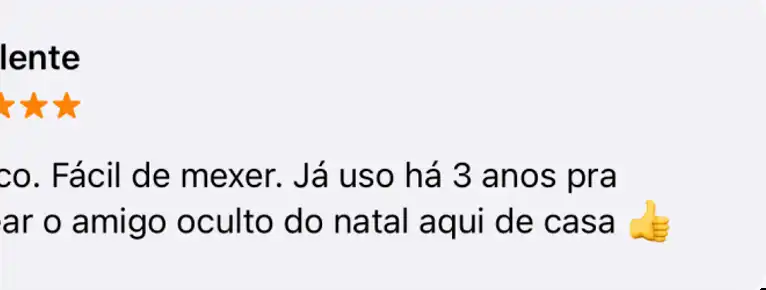 lente
★★★
co. Fácil de mexer. Já uso há 3 anos pra
ear o amigo oculto do natal aqui de casa 👍